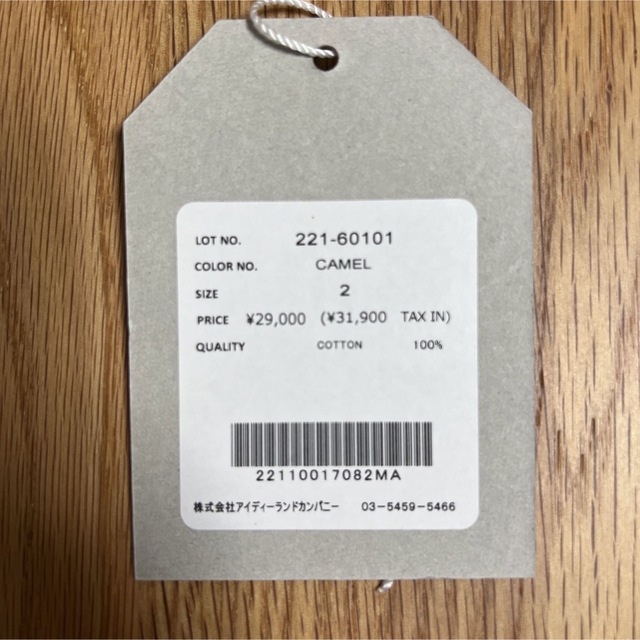 LOT NO. 221-60101
COLOR NO. CAMEL
SIZE 2
PRICE ¥29,000 (¥31,900 TAX IN)
QUALITY COTTON 100%
22110017082MA
株式会社アイディーランドカンパニー 03-5459-5466